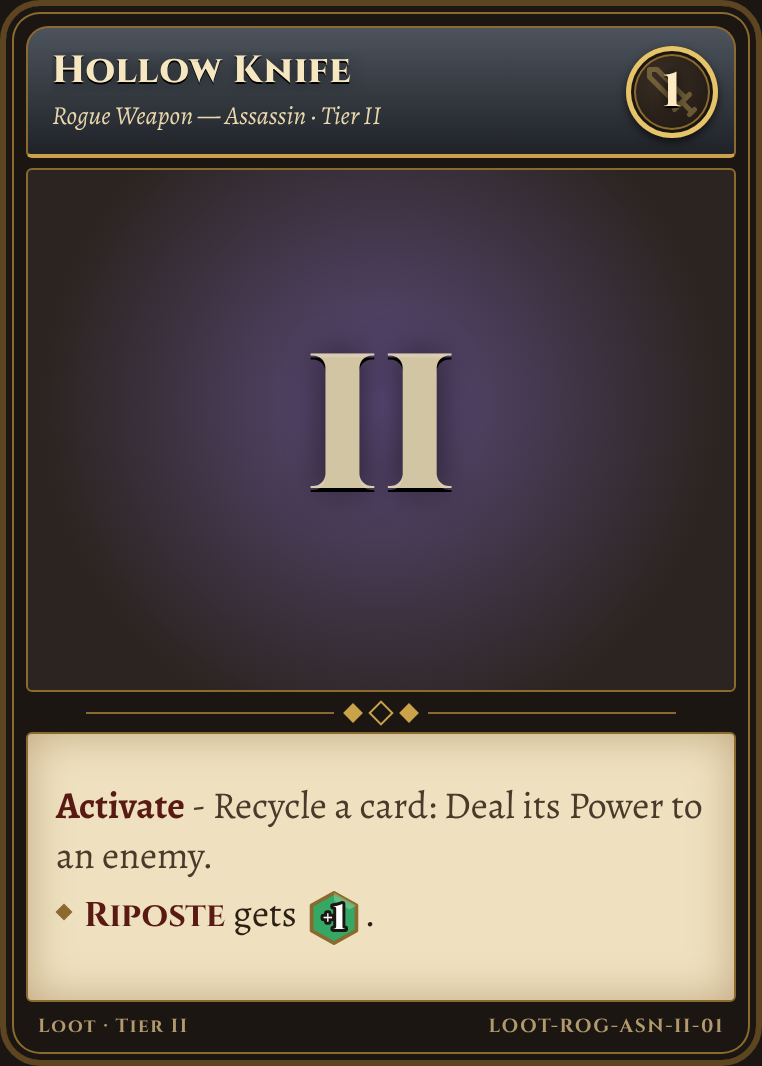 Hollow Knife
1
Rogue Weapon — Assassin · Tier II
II
Activate - Recycle a card: Deal its Power to
an enemy.
Riposte gets +1 .
Loot · Tier II
LOOT-ROG-ASN-II-01